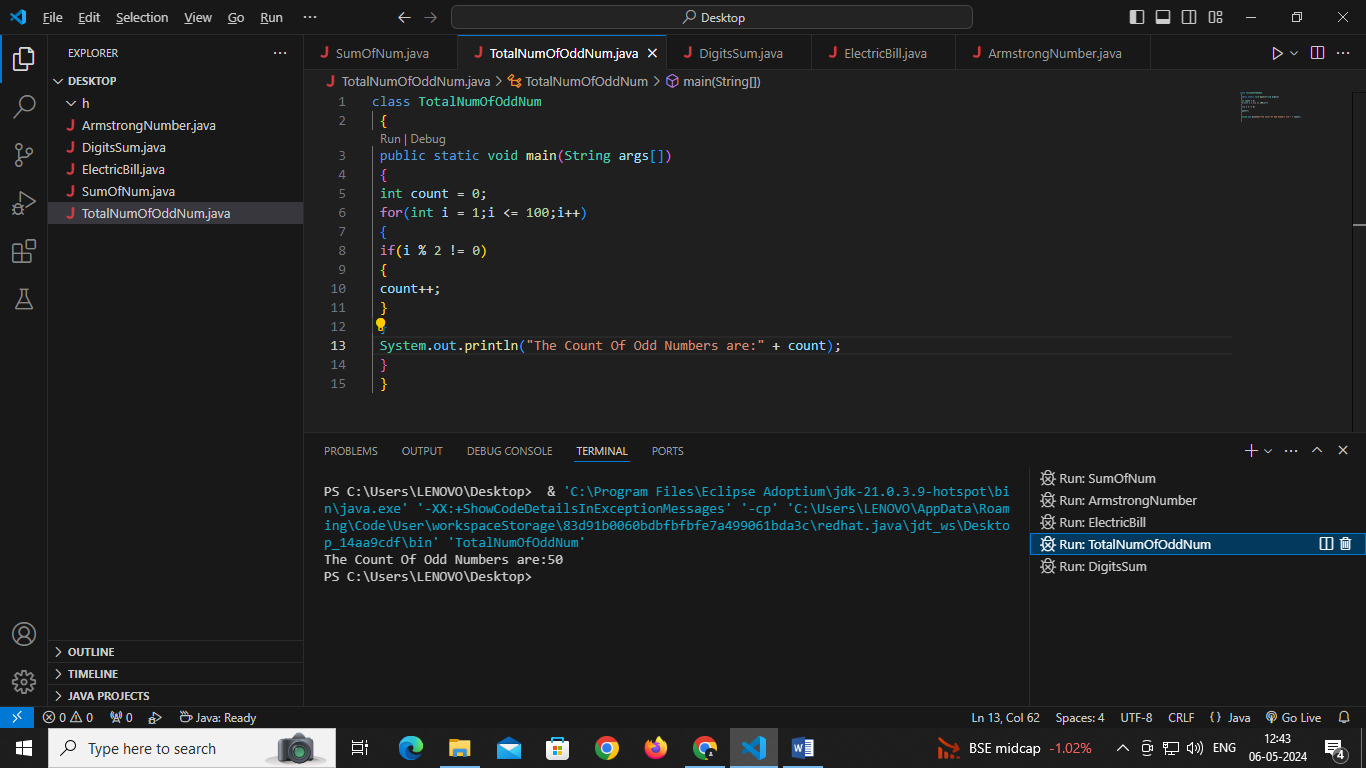 File Edit Selection View Go Run ··· Desktop
EXPLORER ···
DESKTOP
h
ArmstrongNumber.java
DigitsSum.java
ElectricBill.java
SumOfNum.java
TotalNumOfOddNum.java
OUTLINE
TIMELINE
JAVA PROJECTS
SumOfNum.java TotalNumOfOddNum.java DigitsSum.java ElectricBill.java ArmstrongNumber.java
TotalNumOfOddNum.java > TotalNumOfOddNum > main(String[])
1 class TotalNumOfOddNum
2 {
Run | Debug
3 public static void main(String args[])
4 {
5 int count = 0;
6 for(int i = 1;i <= 100;i++)
7 {
8 if(i % 2 != 0)
9 {
10 count++;
11 }
12 }
13 System.out.println("The Count Of Odd Numbers are:" + count);
14 }
15 }
PROBLEMS OUTPUT DEBUG CONSOLE TERMINAL PORTS
PS C:\Users\LENOVO\Desktop>  & 'C:\Program Files\Eclipse Adoptium\jdk-21.0.3.9-hotspot\bi
n\java.exe' '-XX:+ShowCodeDetailsInExceptionMessages' '-cp' 'C:\Users\LENOVO\AppData\Roam
ing\Code\User\workspaceStorage\83d91b0060bdbfbfbfe7a499061bda3c\redhat.java\jdt_ws\Deskto
p_14aa9cdf\bin' 'TotalNumOfOddNum'
The Count Of Odd Numbers are:50
PS C:\Users\LENOVO\Desktop>
Run: SumOfNum
Run: ArmstrongNumber
Run: ElectricBill
Run: TotalNumOfOddNum
Run: DigitsSum
0 0 0 Java: Ready Ln 13, Col 62 Spaces: 4 UTF-8 CRLF {} Java Go Live
Type here to search BSE midcap -1.02% ENG 12:43
06-05-2024 4